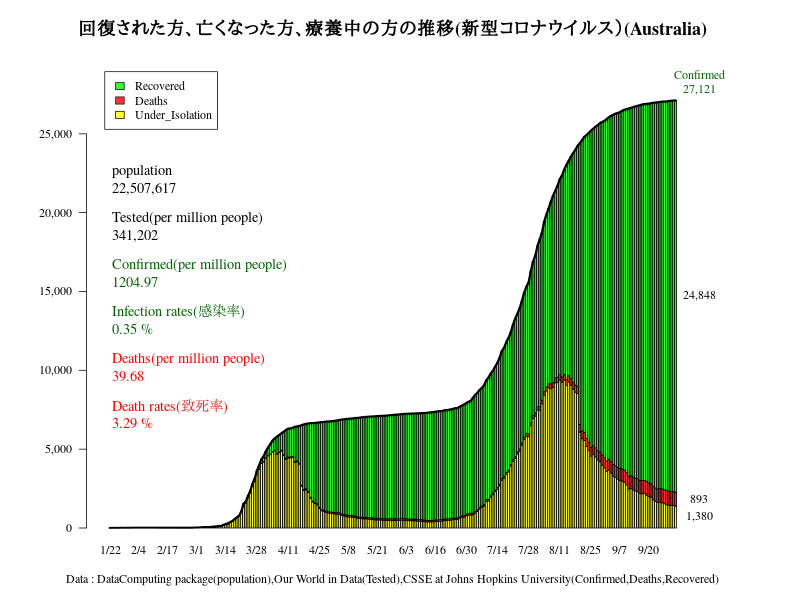 回復された方、亡くなった方、療養中の方の推移(新型コロナウイルス）(Australia)
Recovered
Deaths
Under_Isolation
Confirmed
27,121
25,000
20,000
15,000
10,000
5,000
0
population
22,507,617
Tested(per million people)
341,202
Confirmed(per million people)
1204.97
Infection rates(感染率)
0.35 %
Deaths(per million people)
39.68
Death rates(致死率)
3.29 %
24,848
893
1,380
1/22 2/4 2/17 3/1 3/14 3/28 4/11 4/25 5/8 5/21 6/3 6/16 6/30 7/14 7/28 8/11 8/25 9/7 9/20
Data : DataComputing package(population),Our World in Data(Tested),CSSE at Johns Hopkins University(Confirmed,Deaths,Recovered)